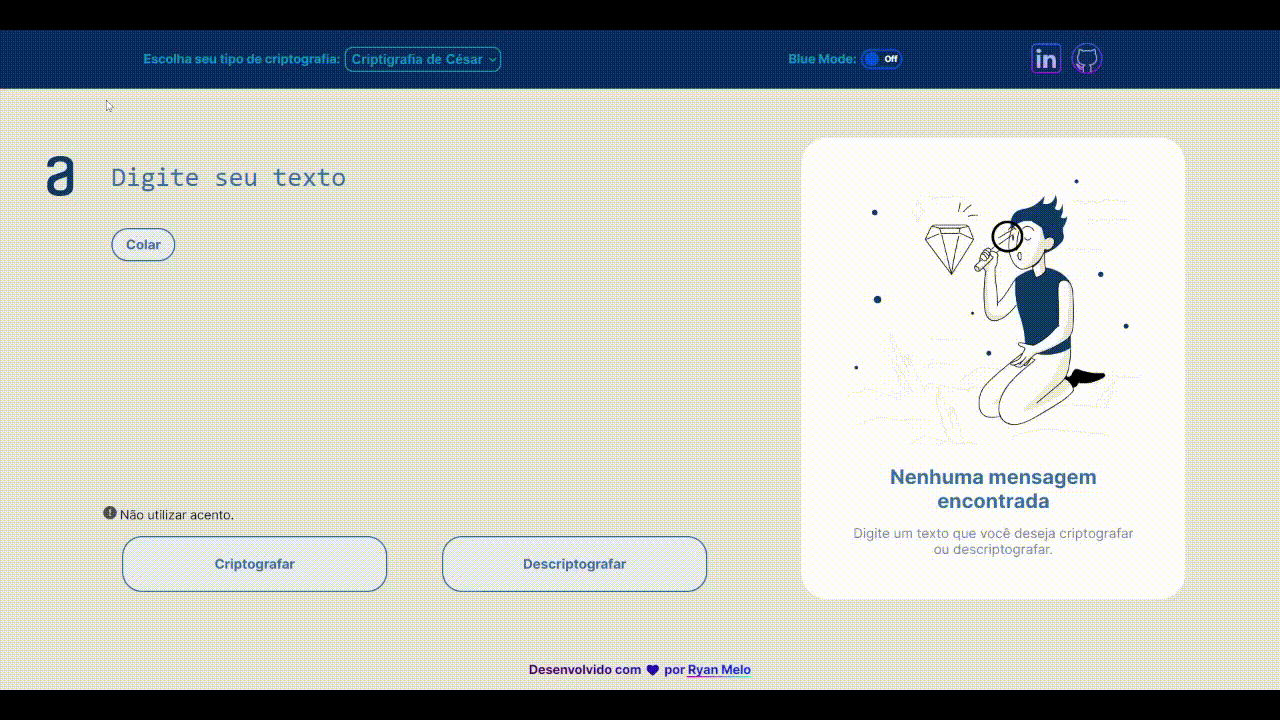 Escolha seu tipo de criptografia: Criptigrafia de César
Blue Mode: Off
in
a
Digite seu texto
Colar
Nenhuma mensagem
encontrada
Digite um texto que você deseja criptografar
ou descriptografar.
Não utilizar acento.
Criptografar
Descriptografar
Desenvolvido com por Ryan Melo